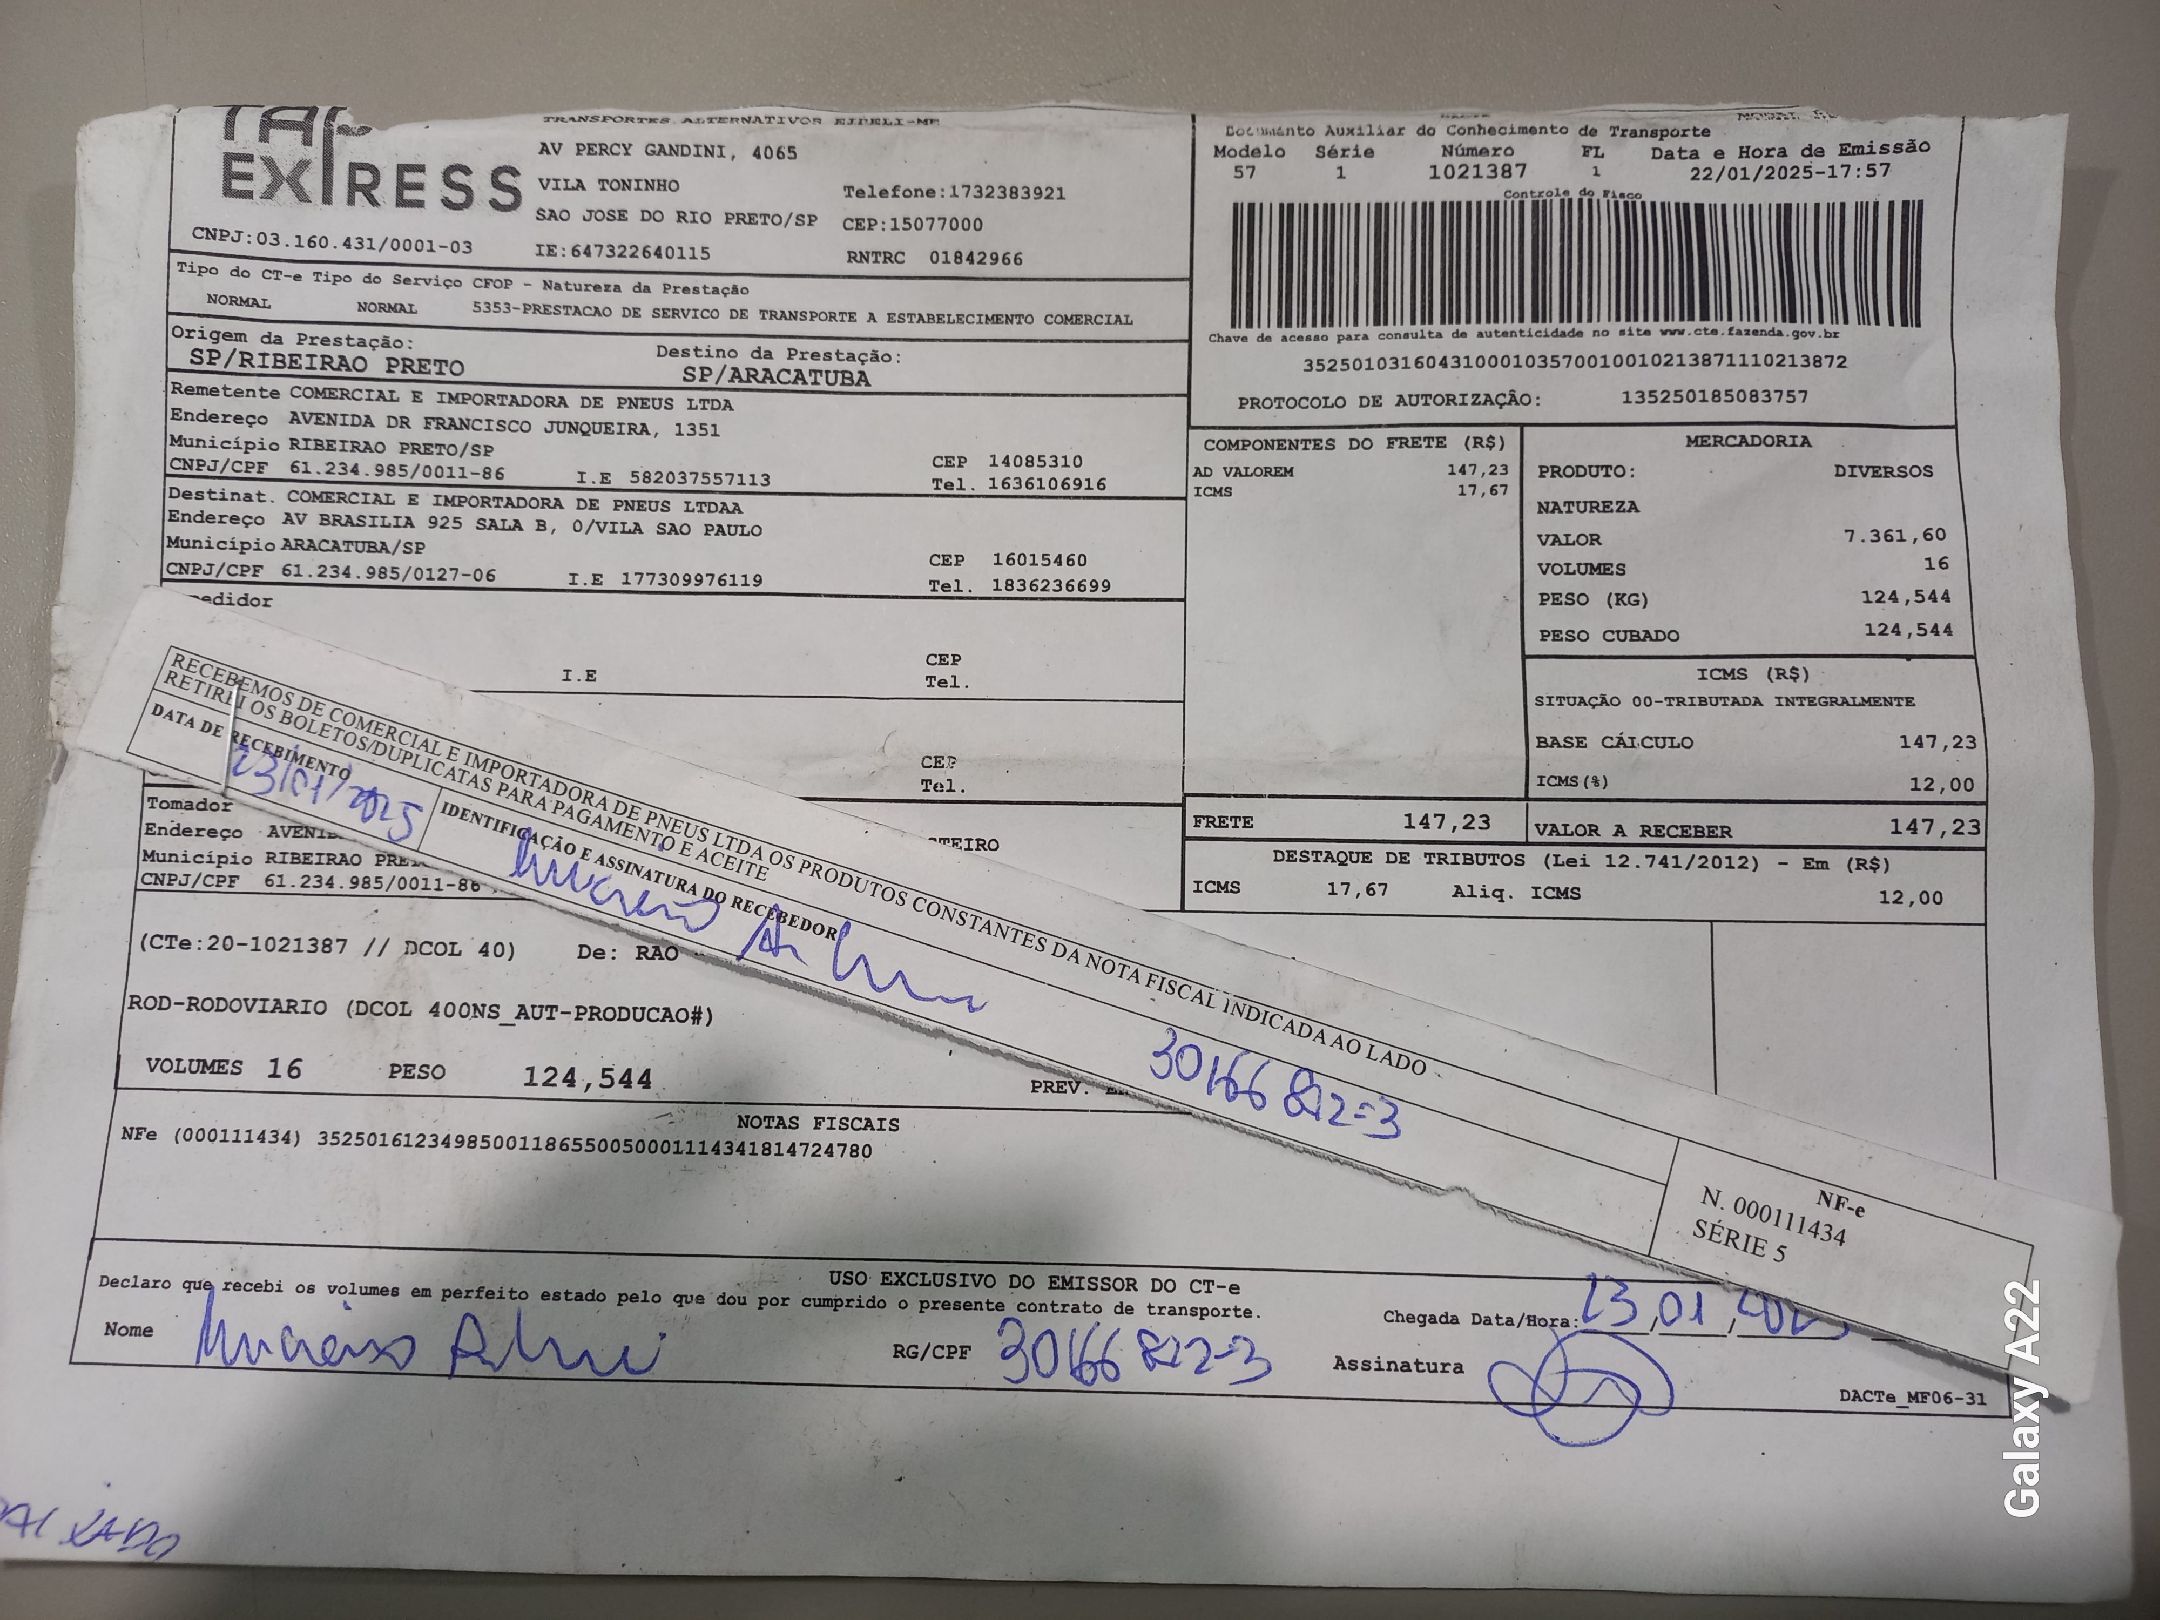 EXPRESS
TRANSPORTES ALTERNATIVOS EIRELI-ME
AV PERCY GANDINI, 4065
VILA TONINHO
Telefone:1732383921
SAO JOSE DO RIO PRETO/SP CEP:15077000
CNPJ:03.160.431/0001-03 IE:647322640115 RNTRC 01842966
Documento Auxiliar do Conhecimento de Transporte
Modelo Série Número FL Data e Hora de Emissão
57 1 1021387 1 22/01/2025-17:57
Controle do Fisco
Chave de acesso para consulta de autenticidade no site www.cte.fazenda.gov.br
35250103160431000103570010010213871110213872
PROTOCOLO DE AUTORIZAÇÃO: 135250185083757
Tipo do CT-e Tipo do Serviço CFOP - Natureza da Prestação
NORMAL NORMAL 5353-PRESTACAO DE SERVICO DE TRANSPORTE A ESTABELECIMENTO COMERCIAL
Origem da Prestação: Destino da Prestação:
SP/RIBEIRAO PRETO SP/ARACATUBA
Remetente COMERCIAL E IMPORTADORA DE PNEUS LTDA
Endereço AVENIDA DR FRANCISCO JUNQUEIRA, 1351
Município RIBEIRAO PRETO/SP CEP 14085310
CNPJ/CPF 61.234.985/0011-86 I.E 582037557113 Tel. 1636106916
Destinat. COMERCIAL E IMPORTADORA DE PNEUS LTDAA
Endereço AV BRASILIA 925 SALA B, 0/VILA SAO PAULO
Município ARACATUBA/SP CEP 16015460
CNPJ/CPF 61.234.985/0127-06 I.E 177309976119 Tel. 1836236699
pedidor
CEP
I.E Tel.
CEP
Tel.
COMPONENTES DO FRETE (R$)
AD VALOREM 147,23
ICMS 17,67
MERCADORIA
PRODUTO: DIVERSOS
NATUREZA
VALOR 7.361,60
VOLUMES 16
PESO (KG) 124,544
PESO CUBADO 124,544
ICMS (R$)
SITUAÇÃO 00-TRIBUTADA INTEGRALMENTE
BASE CÁLCULO 147,23
ICMS(%) 12,00
FRETE 147,23 VALOR A RECEBER 147,23
DESTAQUE DE TRIBUTOS (Lei 12.741/2012) - Em (R$)
ICMS 17,67 Aliq. ICMS 12,00
RECEBEMOS DE COMERCIAL E IMPORTADORA DE PNEUS LTDA OS PRODUTOS CONSTANTES DA NOTA FISCAL INDICADA AO LADO
RETIREI OS BOLETOS/DUPLICATAS PARA PAGAMENTO E ACEITE
DATA DE RECEBIMENTO IDENTIFICAÇÃO E ASSINATURA DO RECEBEDOR
23/01/2025
30166812-3
NF-e
N. 000111434
SÉRIE 5
Tomador
Endereço AVENID
Município RIBEIRAO PRE
CNPJ/CPF 61.234.985/0011-86
TEIRO
(CTe:20-1021387 // DCOL 40) De: RAO
ROD-RODOVIARIO (DCOL 400NS_AUT-PRODUCAO#)
VOLUMES 16 PESO 124,544 PREV.
NOTAS FISCAIS
NFe (000111434) 35250161234985001186550050001114341814724780
USO EXCLUSIVO DO EMISSOR DO CT-e
Declaro que recebi os volumes em perfeito estado pelo que dou por cumprido o presente contrato de transporte.
Chegada Data/Hora: 23,01,2025
Nome RG/CPF 30166812-3 Assinatura
DACTe_MF06-31
Galaxy A22